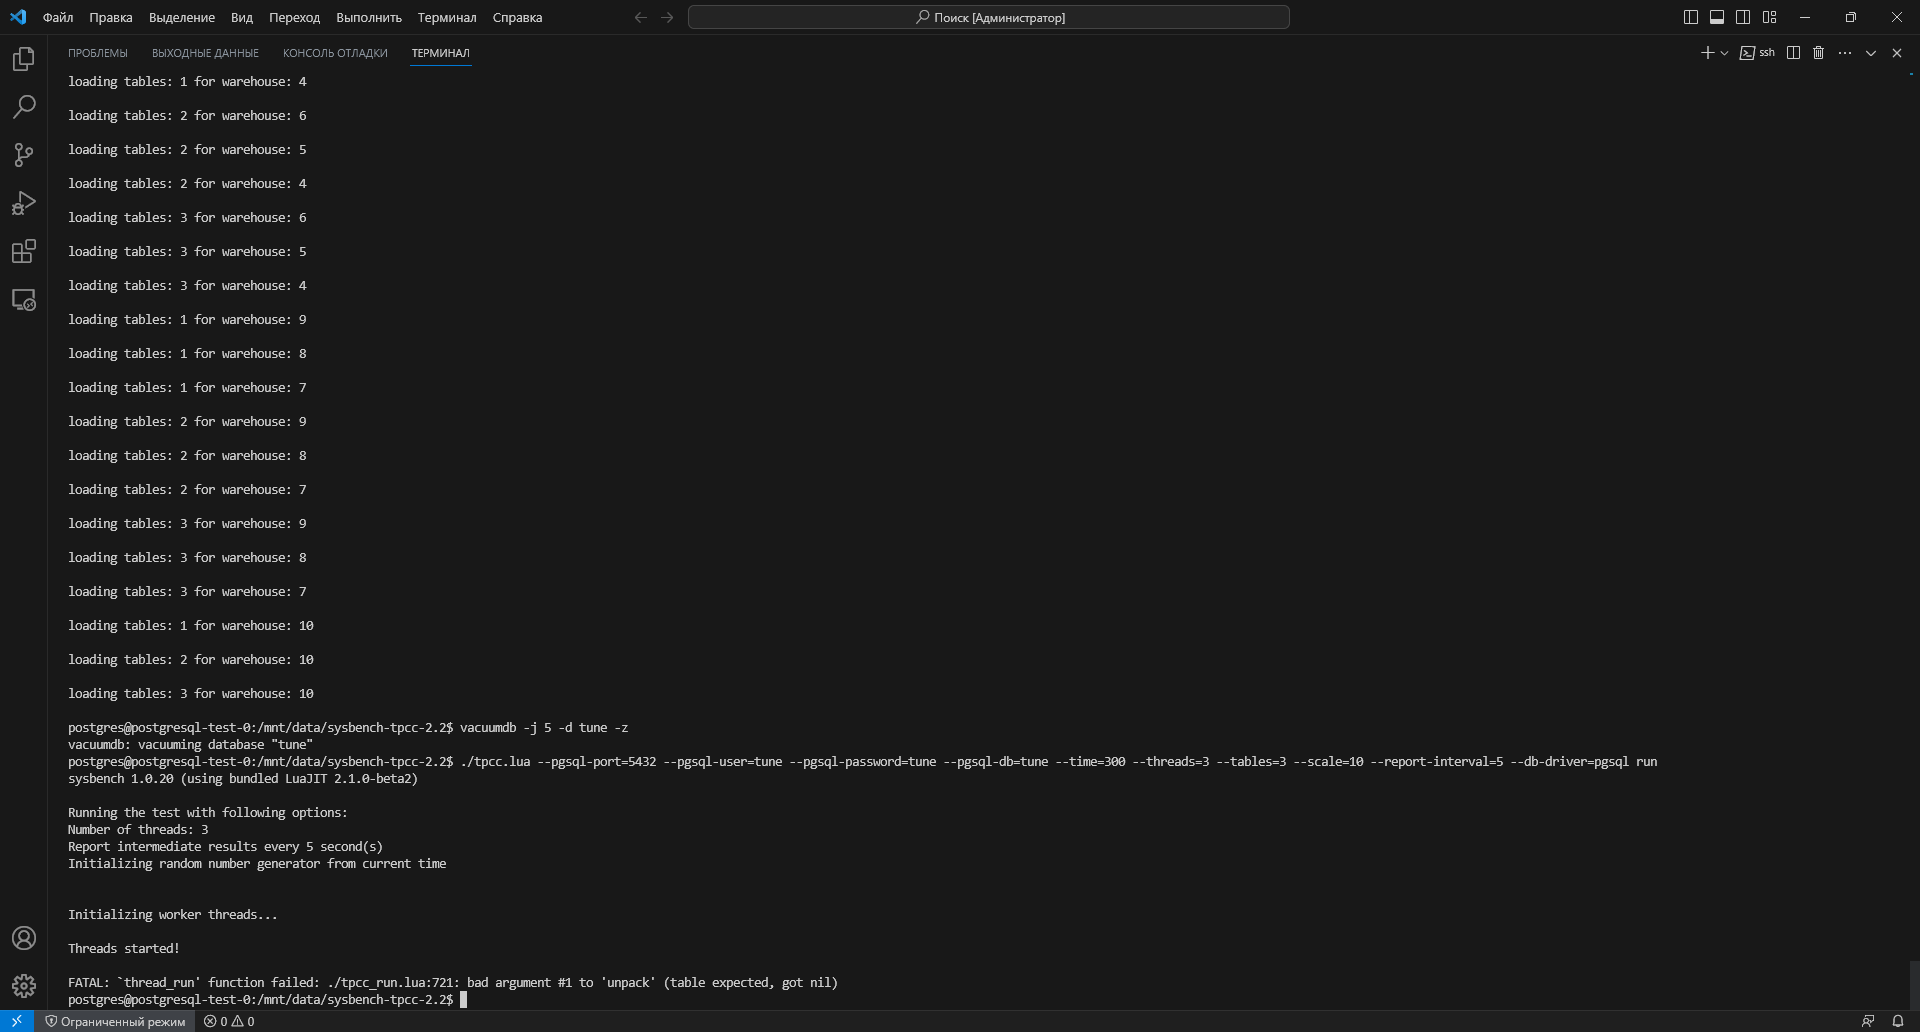 Файл Правка Выделение Вид Переход Выполнить Терминал Справка
Поиск [Администратор]
ПРОБЛЕМЫ ВЫХОДНЫЕ ДАННЫЕ КОНСОЛЬ ОТЛАДКИ ТЕРМИНАЛ
ssh
loading tables: 1 for warehouse: 4
loading tables: 2 for warehouse: 6
loading tables: 2 for warehouse: 5
loading tables: 2 for warehouse: 4
loading tables: 3 for warehouse: 6
loading tables: 3 for warehouse: 5
loading tables: 3 for warehouse: 4
loading tables: 1 for warehouse: 9
loading tables: 1 for warehouse: 8
loading tables: 1 for warehouse: 7
loading tables: 2 for warehouse: 9
loading tables: 2 for warehouse: 8
loading tables: 2 for warehouse: 7
loading tables: 3 for warehouse: 9
loading tables: 3 for warehouse: 8
loading tables: 3 for warehouse: 7
loading tables: 1 for warehouse: 10
loading tables: 2 for warehouse: 10
loading tables: 3 for warehouse: 10
postgres@postgresql-test-0:/mnt/data/sysbench-tpcc-2.2$ vacuumdb -j 5 -d tune -z
vacuumdb: vacuuming database "tune"
postgres@postgresql-test-0:/mnt/data/sysbench-tpcc-2.2$ ./tpcc.lua --pgsql-port=5432 --pgsql-user=tune --pgsql-password=tune --pgsql-db=tune --time=300 --threads=3 --tables=3 --scale=10 --report-interval=5 --db-driver=pgsql run
sysbench 1.0.20 (using bundled LuaJIT 2.1.0-beta2)
Running the test with following options:
Number of threads: 3
Report intermediate results every 5 second(s)
Initializing random number generator from current time
Initializing worker threads...
Threads started!
FATAL: `thread_run' function failed: ./tpcc_run.lua:721: bad argument #1 to 'unpack' (table expected, got nil)
postgres@postgresql-test-0:/mnt/data/sysbench-tpcc-2.2$
Ограниченный режим 0 0